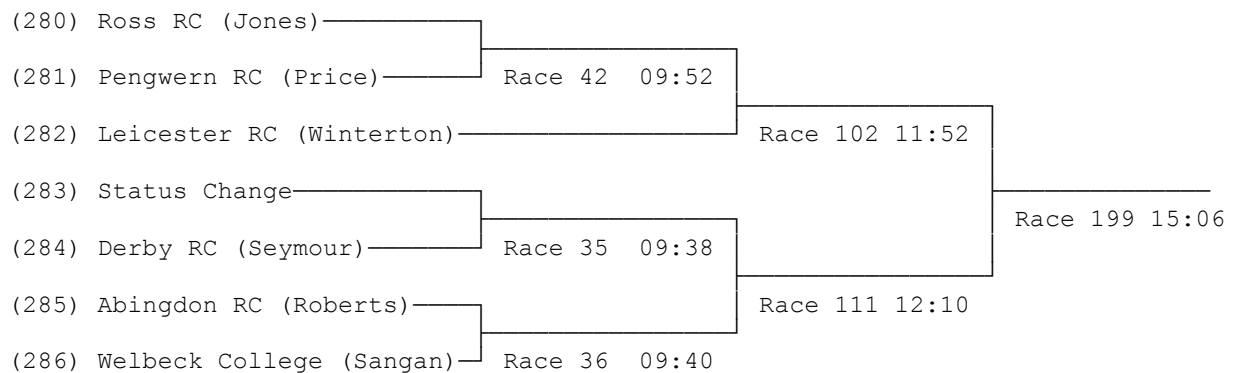 (280) Ross RC (Jones)
(281) Pengwern RC (Price) Race 42 09:52
(282) Leicester RC (Winterton) Race 102 11:52
(283) Status Change
Race 199 15:06
(284) Derby RC (Seymour) Race 35 09:38
(285) Abingdon RC (Roberts) Race 111 12:10
(286) Welbeck College (Sangan) Race 36 09:40